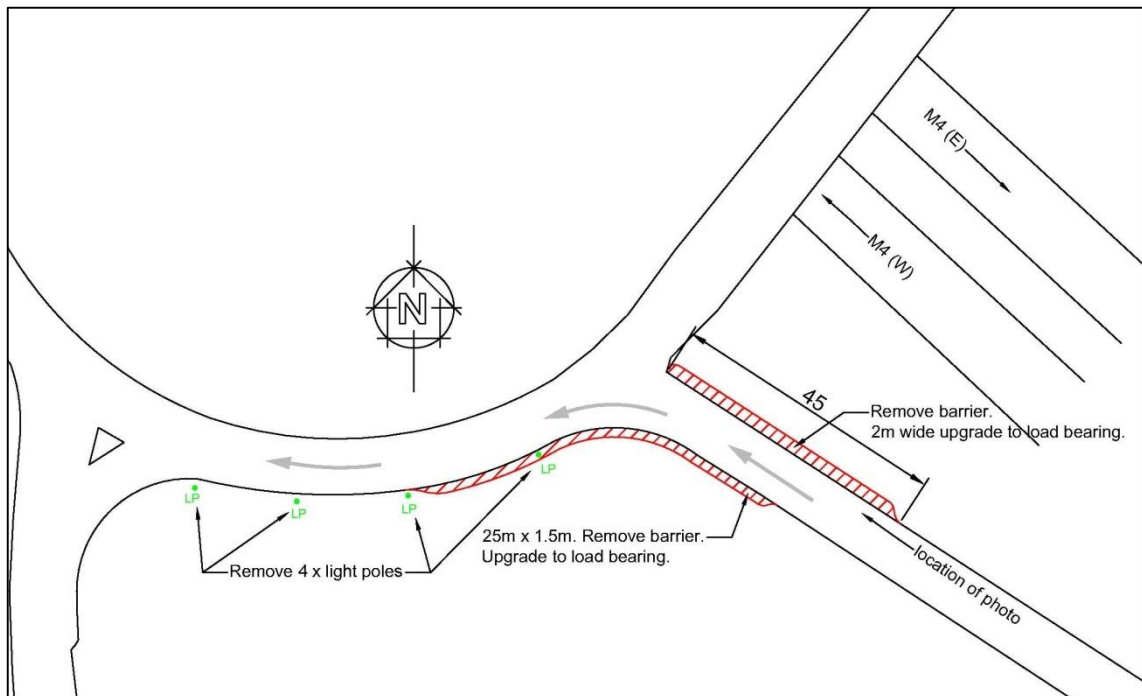 M4 (E)
M4 (W)
N
45
Remove barrier.
2m wide upgrade to load bearing.
LP
LP
LP
LP
25m x 1.5m. Remove barrier.
Upgrade to load bearing.
Remove 4 x light poles
location of photo